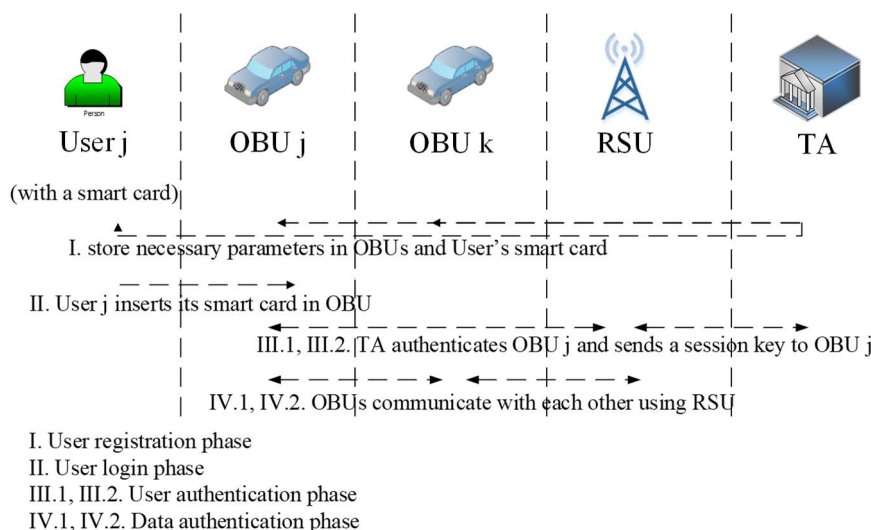 Person
User j
OBU j
OBU k
RSU
TA
(with a smart card)
I. store necessary parameters in OBUs and User's smart card
II. User j inserts its smart card in OBU
III.1, III.2. TA authenticates OBU j and sends a session key to OBU j
IV.1, IV.2. OBUs communicate with each other using RSU
I. User registration phase
II. User login phase
III.1, III.2. User authentication phase
IV.1, IV.2. Data authentication phase